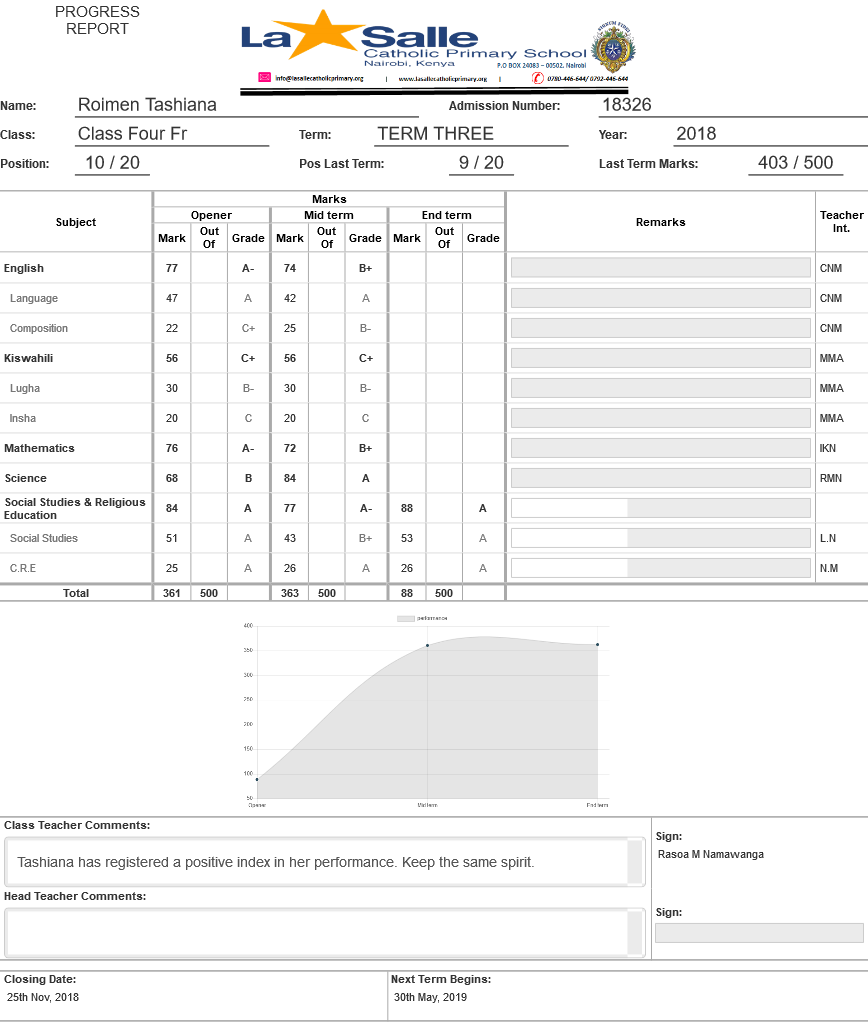 PROGRESS
REPORT
La Salle
Catholic Primary School
Nairobi, Kenya
P.O BOX 24083 – 00502, Nairobi
info@lasallecatholicprimary.org | www.lasallecatholicprimary.org | 0780-446-644/ 0792-446-644
Name: Roimen Tashiana Admission Number: 18326
Class: Class Four Fr Term: TERM THREE Year: 2018
Position: 10 / 20 Pos Last Term: 9 / 20 Last Term Marks: 403 / 500
Subject Marks Remarks Teacher Int.
Opener Mid term End term
Mark Out Of Grade Mark Out Of Grade Mark Out Of Grade
English 77 A- 74 B+ CNM
Language 47 A 42 A CNM
Composition 22 C+ 25 B- CNM
Kiswahili 56 C+ 56 C+ MMA
Lugha 30 B- 30 B- MMA
Insha 20 C 20 C MMA
Mathematics 76 A- 72 B+ IKN
Science 68 B 84 A RMN
Social Studies & Religious Education 84 A 77 A- 88 A
Social Studies 51 A 43 B+ 53 A L.N
C.R.E 25 A 26 A 26 A N.M
Total 361 500 363 500 88 500
performance
400
350
300
250
200
150
100
50
Opener Mid term End term
Class Teacher Comments:
Tashiana has registered a positive index in her performance. Keep the same spirit.
Sign:
Rasoa M Namawanga
Head Teacher Comments:
Sign:
Closing Date: Next Term Begins:
25th Nov, 2018 30th May, 2019